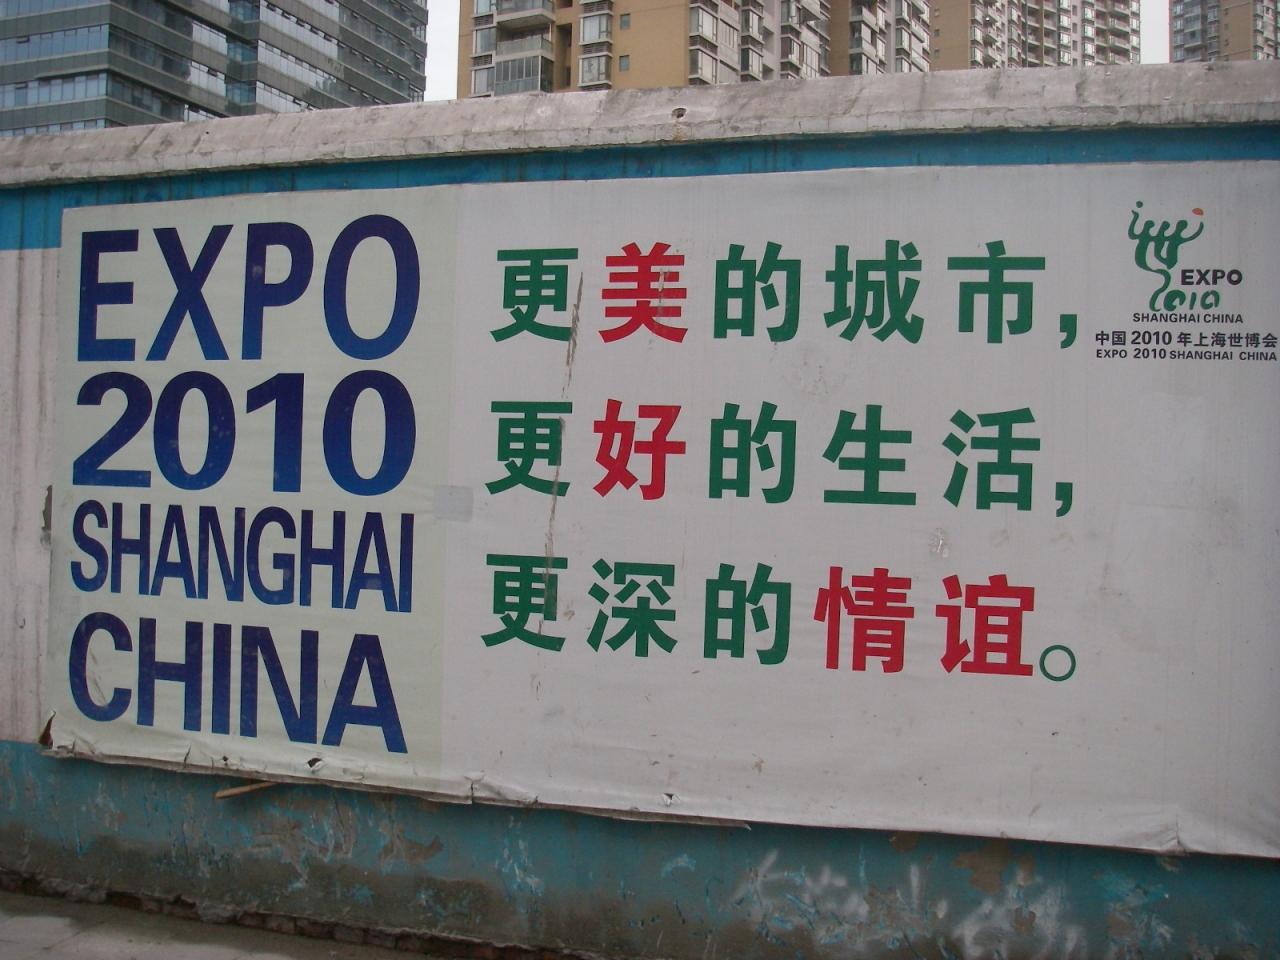 EXPO
2010
SHANGHAI
CHINA
更美的城市,
更好的生活,
更深的情谊。
EXPO
2010
SHANGHAI CHINA
中国2010年上海世博会
EXPO 2010 SHANGHAI CHINA